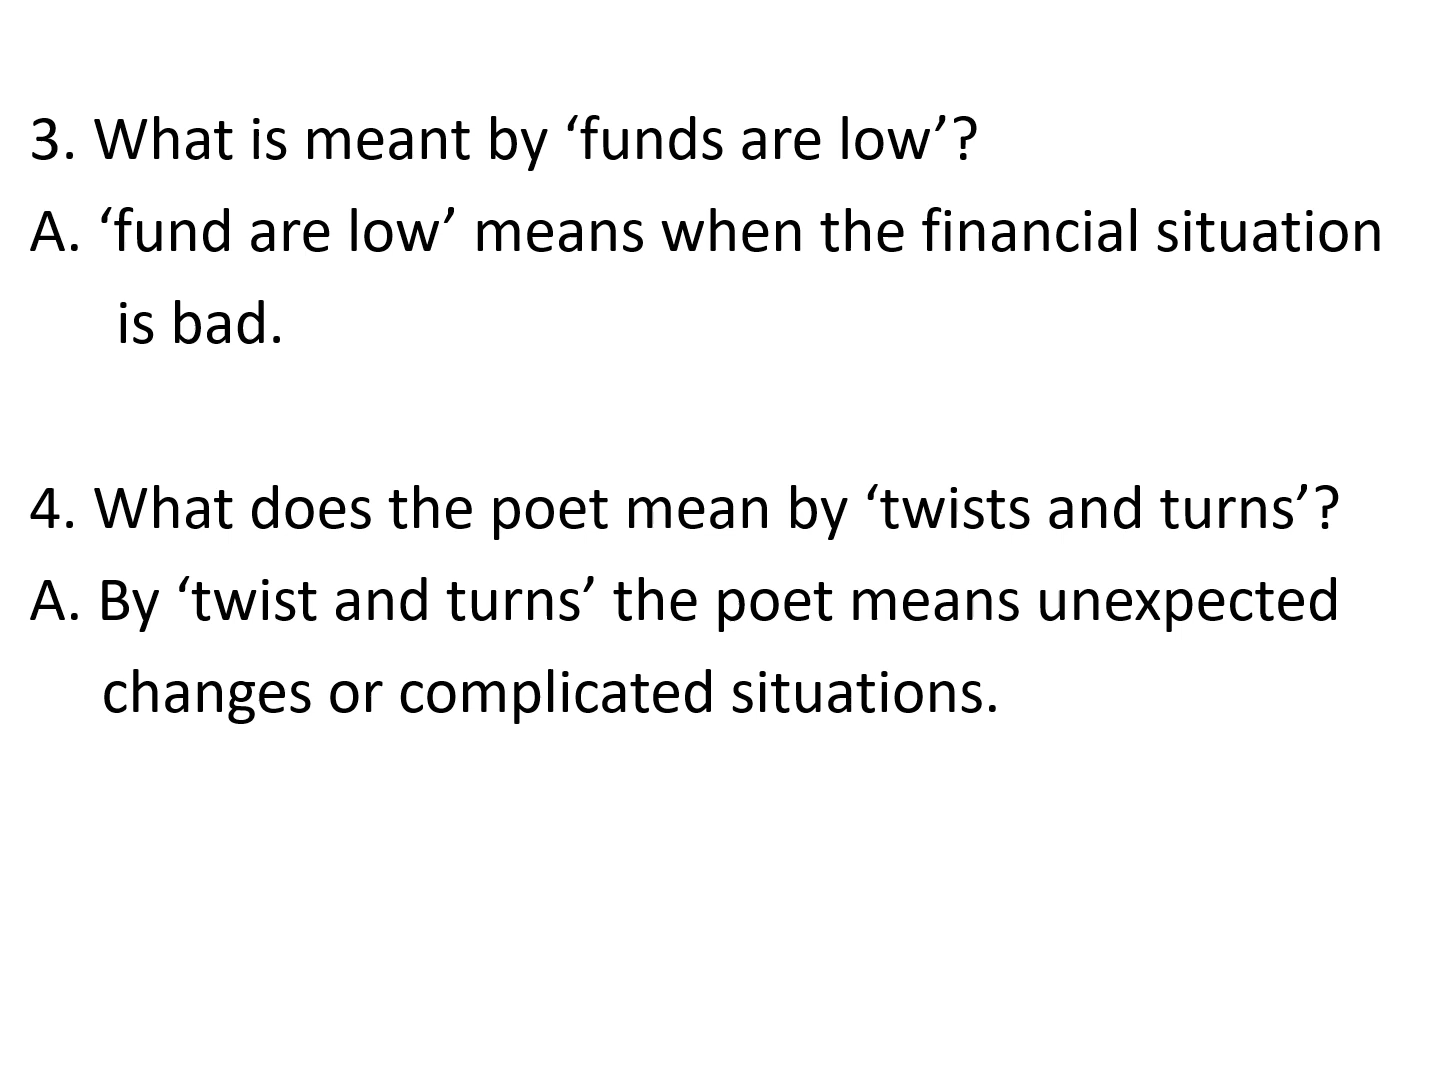 3. What is meant by ‘funds are low’?
A. ‘fund are low’ means when the financial situation
is bad.
4. What does the poet mean by ‘twists and turns’?
A. By ‘twist and turns’ the poet means unexpected
changes or complicated situations.